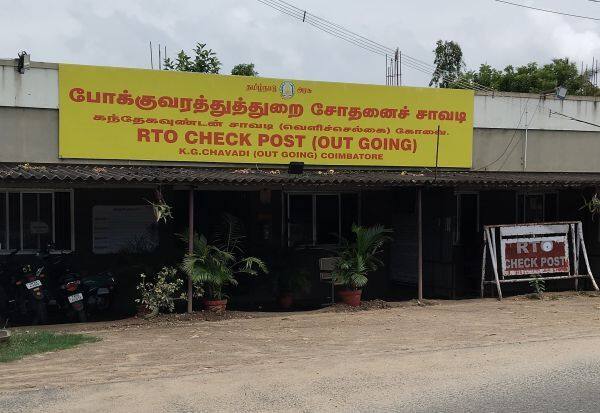 தமிழ்நாடு அரசு
போக்குவரத்துத்துறை சோதனைச் சாவடி
கந்தேகவுண்டன் சாவடி (வெளிச்செல்கை) கோவை.
RTO CHECK POST (OUT GOING)
K.G.CHAVADI (OUT GOING) COIMBATORE
RTO
CHECK POST